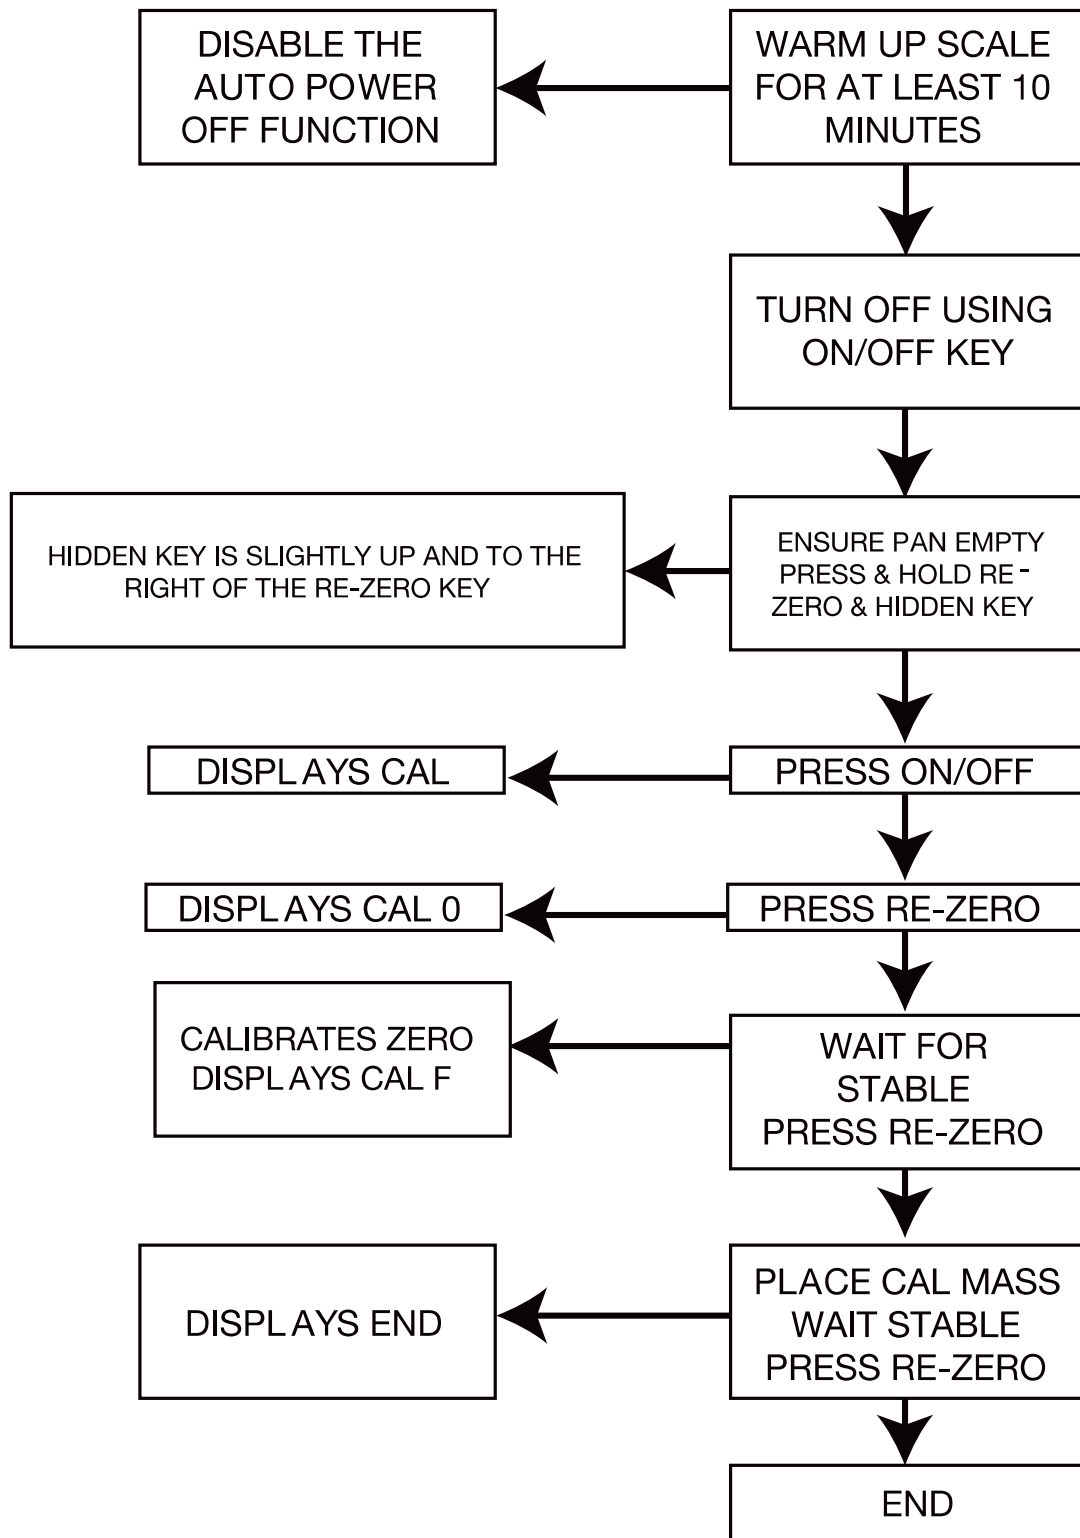 DISABLE THE
AUTO POWER
OFF FUNCTION
WARM UP SCALE
FOR AT LEAST 10
MINUTES
TURN OFF USING
ON/OFF KEY
HIDDEN KEY IS SLIGHTLY UP AND TO THE
RIGHT OF THE RE-ZERO KEY
ENSURE PAN EMPTY
PRESS & HOLD RE-
ZERO & HIDDEN KEY
DISPLAYS CAL
PRESS ON/OFF
DISPLAYS CAL 0
PRESS RE-ZERO
CALIBRATES ZERO
DISPLAYS CAL F
WAIT FOR
STABLE
PRESS RE-ZERO
DISPLAYS END
PLACE CAL MASS
WAIT STABLE
PRESS RE-ZERO
END